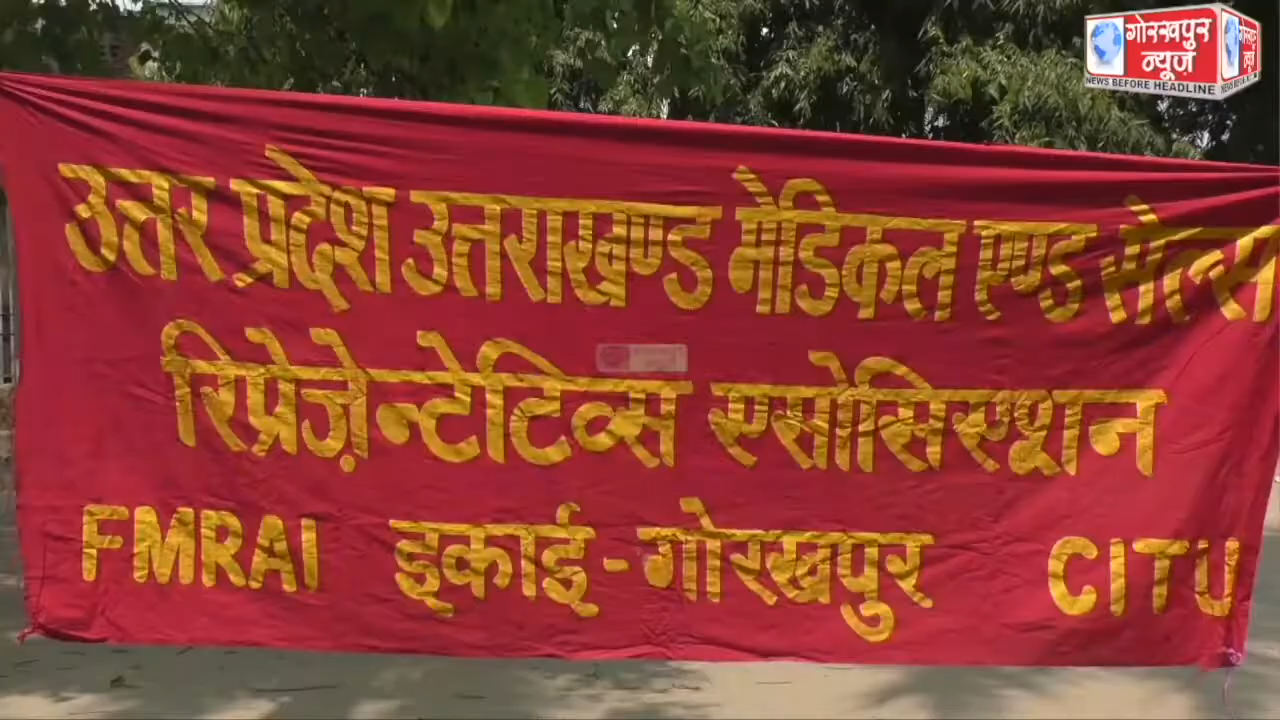 गोरखपुर
न्यूज़
NEWS BEFORE HEADLINE
उत्तर प्रदेश उत्तराखण्ड मेडिकल एण्ड सेल्स
रिप्रेज़ेन्टेटिव्स एसोसिएशन
FMRAI इकाई - गोरखपुर CITU